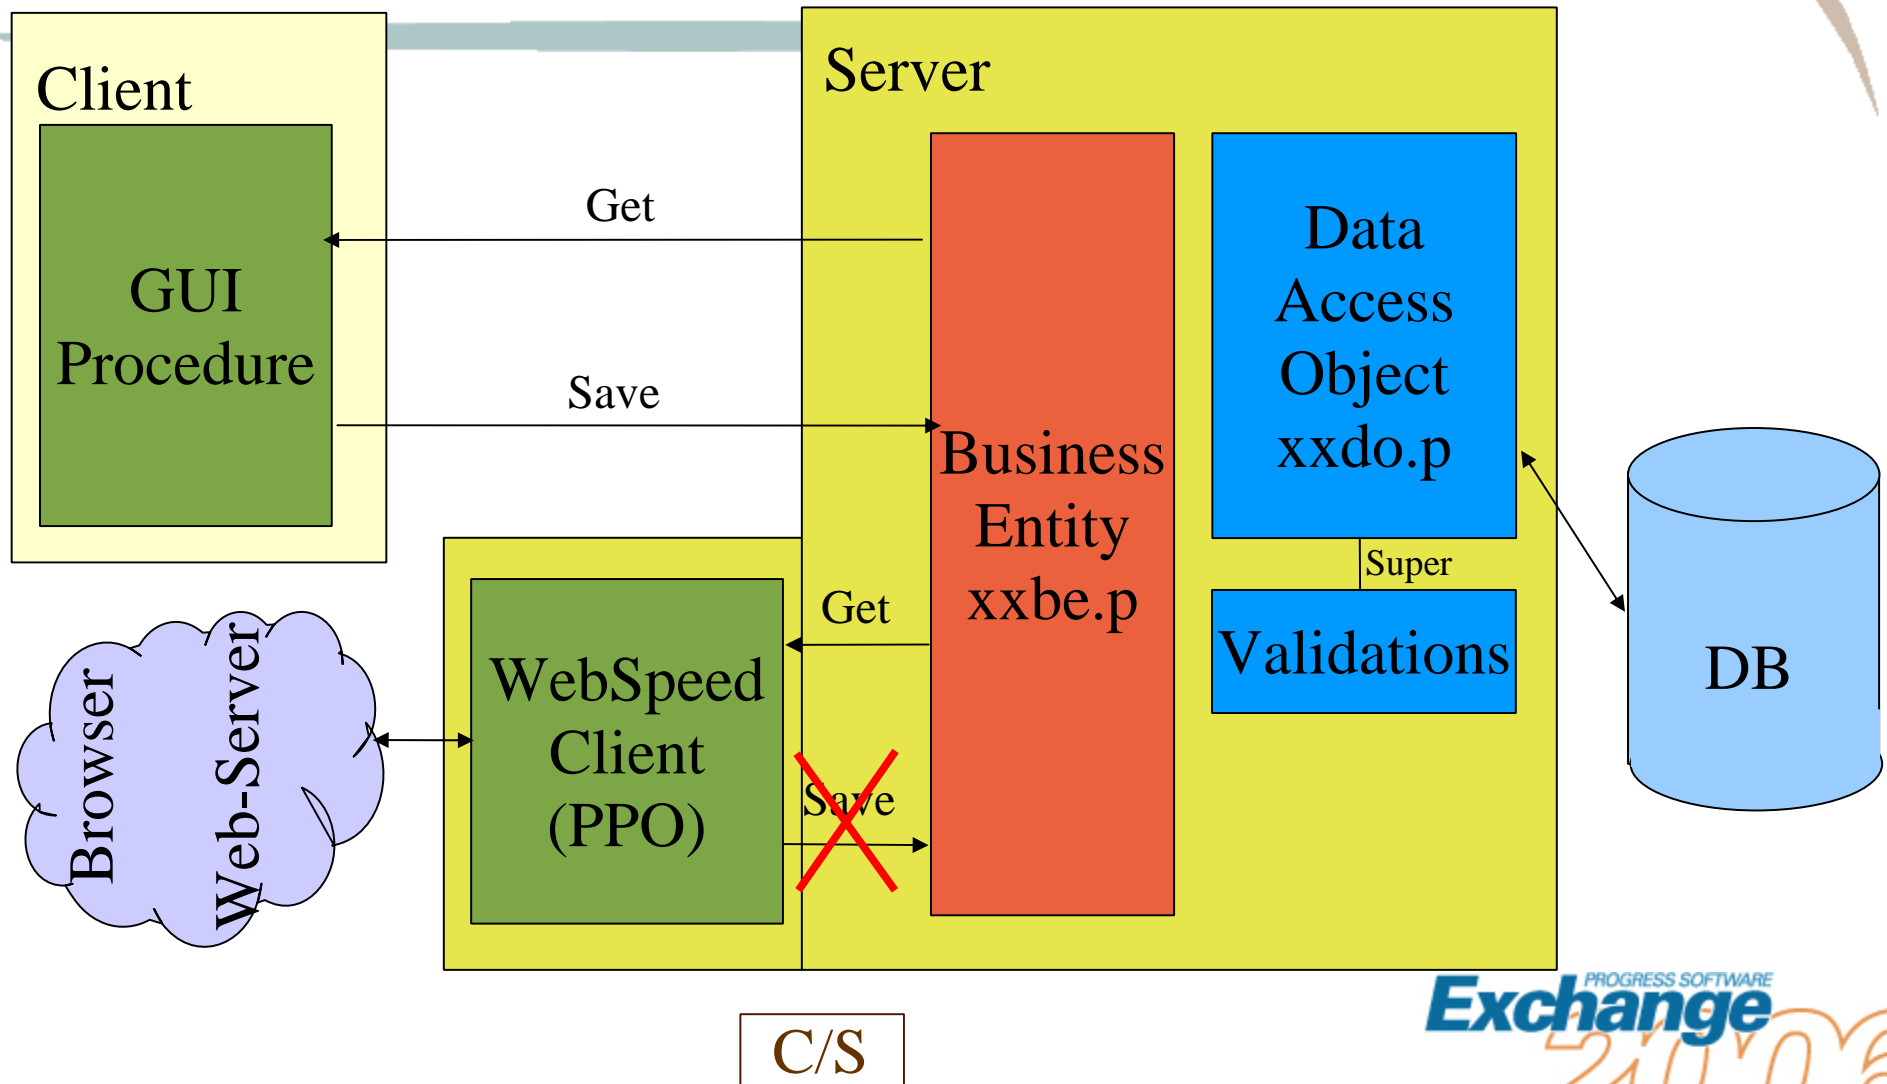 Client
Server
Get
GUI
Procedure
Save
Data
Access
Object
xxdo.p
Business
Entity
xxbe.p
Super
Validations
DB
Get
WebSpeed
Client
(PPO)
Save
Browser
Web-Server
PROGRESS SOFTWARE
Exchange
2006
C/S